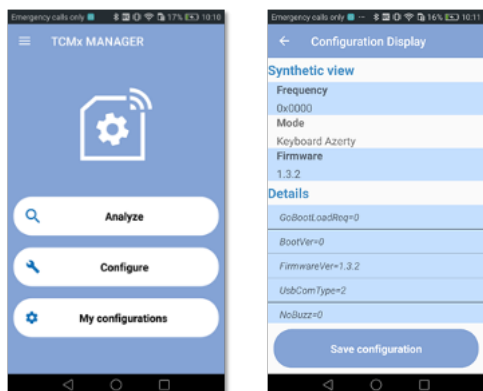 Emergency calls only 17% 10:10
TCMx MANAGER
Analyze
Configure
My configurations
Emergency calls only 16% 10:11
Configuration Display
Synthetic view
Frequency
0x0000
Mode
Keyboard Azerty
Firmware
1.3.2
Details
GoBootLoadReq=0
BootVer=0
FirmwareVer=1.3.2
UsbComType=2
NoBuzz=0
Save configuration